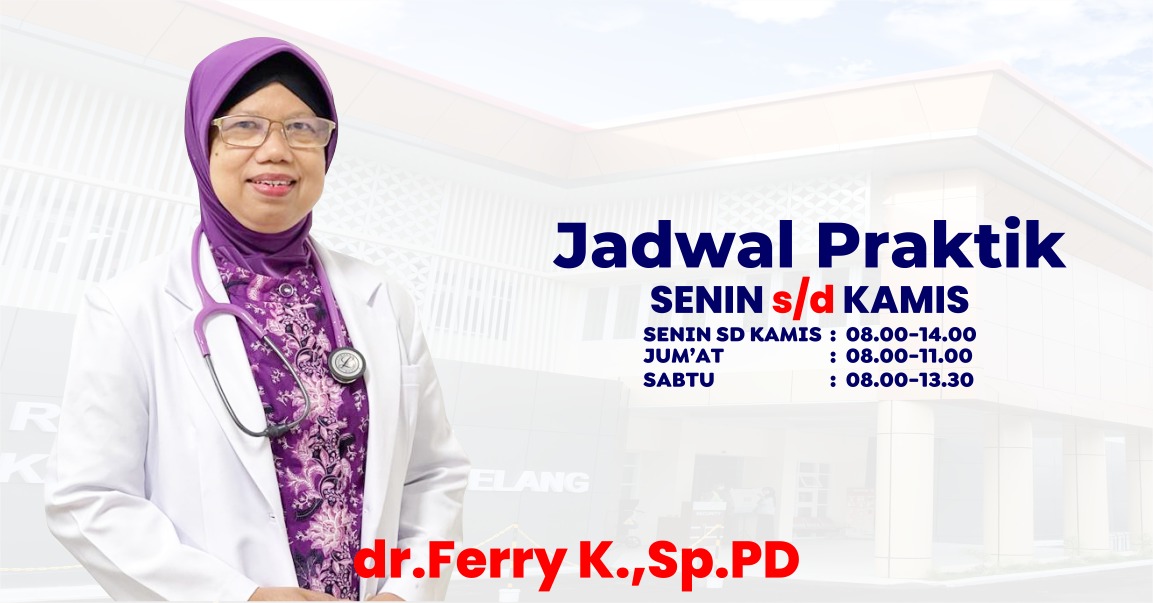 Jadwal Praktik
SENIN s/d KAMIS
SENIN SD KAMIS : 08.00-14.00
JUM'AT : 08.00-11.00
SABTU : 08.00-13.30
ELANG
dr.Ferry K.,Sp.PD